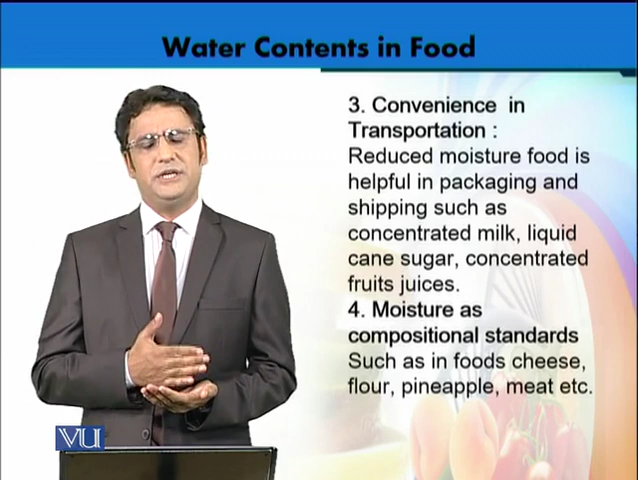 Water Contents in Food
3. Convenience in
Transportation :
Reduced moisture food is
helpful in packaging and
shipping such as
concentrated milk, liquid
cane sugar, concentrated
fruits juices.
4. Moisture as
compositional standards
Such as in foods cheese,
flour, pineapple, meat etc.
VU